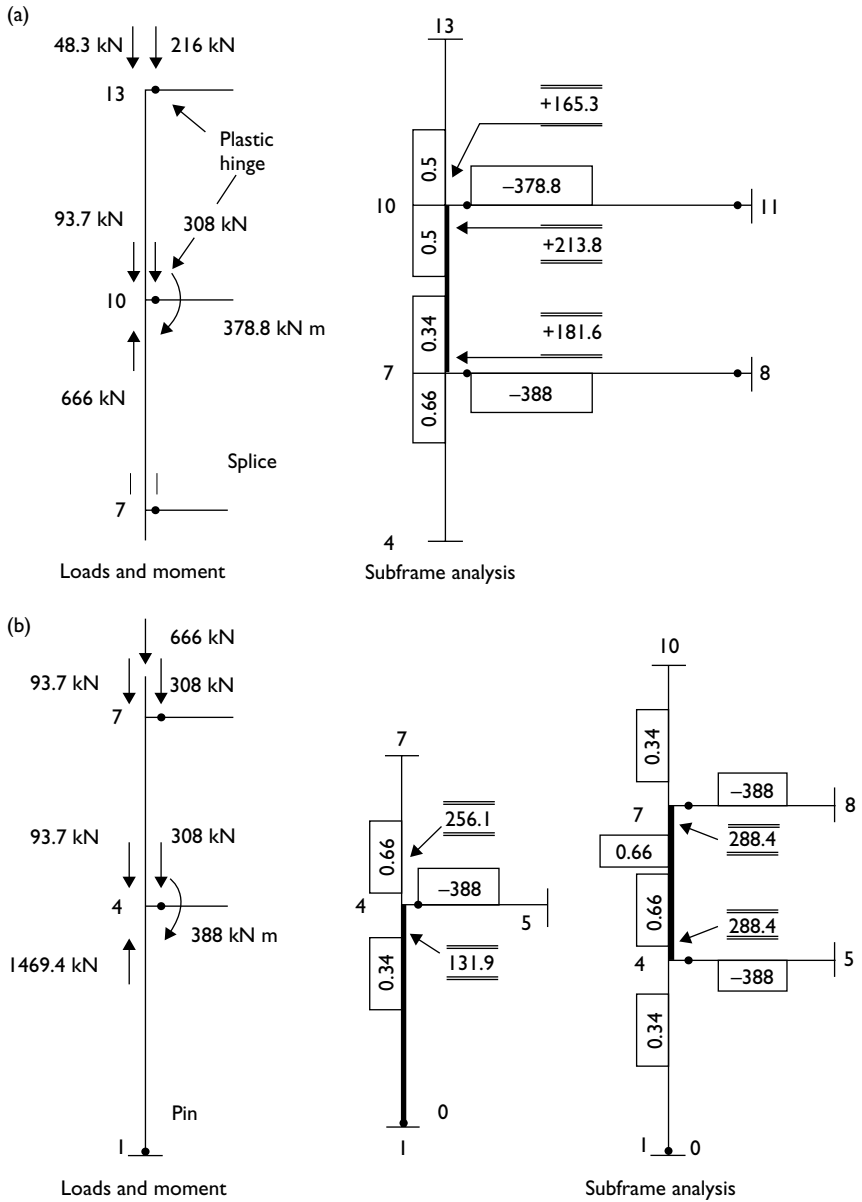 (a)
48.3 kN
216 kN
13
Plastic
hinge
93.7 kN
308 kN
10
378.8 kN m
666 kN
Splice
7
Loads and moment
13
+165.3
0.5
−378.8
10
11
0.5
+213.8
0.34
+181.6
7
8
0.66
−388
4
Subframe analysis
(b)
666 kN
93.7 kN
308 kN
7
93.7 kN
308 kN
4
388 kN m
1469.4 kN
Pin
1
Loads and moment
7
256.1
0.66
−388
4
5
0.34
131.9
0
1
10
0.34
−388
8
7
288.4
0.66
0.66
288.4
4
5
−388
0.34
1
0
Subframe analysis